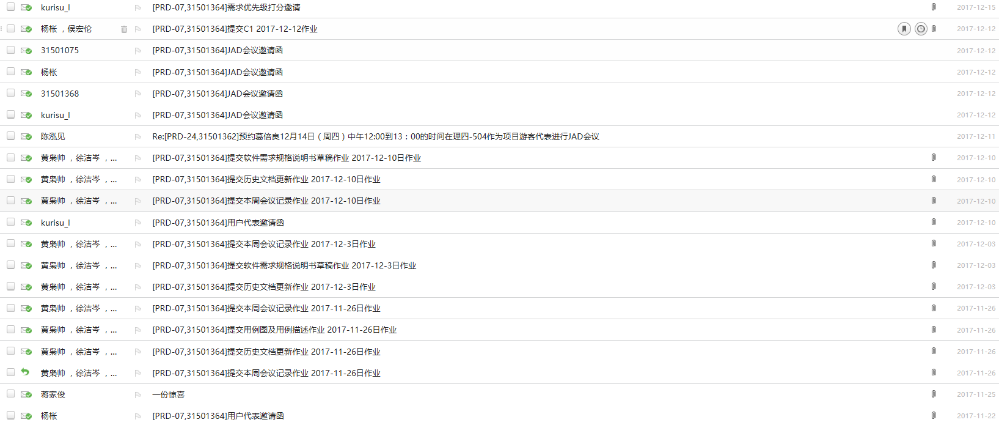 kurisu_l [PRD-07,31501364]需求优先级打分邀请 2017-12-15
杨枨 ，侯宏伦 [PRD-07,31501364]提交C1 2017-12-12作业 2017-12-12
31501075 [PRD-07,31501364]JAD会议邀请函 2017-12-12
杨枨 [PRD-07,31501364]JAD会议邀请函 2017-12-12
31501368 [PRD-07,31501364]JAD会议邀请函 2017-12-12
kurisu_l [PRD-07,31501364]JAD会议邀请函 2017-12-12
陈泓见 Re:[PRD-24,31501362]预约葛倍良12月14日（周四）中午12:00到13：00的时间在理四-504作为项目游客代表进行JAD会议 2017-12-11
黄枭帅 ，徐洁岑 ，... [PRD-07,31501364]提交软件需求规格说明书草稿作业 2017-12-10日作业 2017-12-10
黄枭帅 ，徐洁岑 ，... [PRD-07,31501364]提交历史文档更新作业 2017-12-10日作业 2017-12-10
黄枭帅 ，徐洁岑 ，... [PRD-07,31501364]提交本周会议记录作业 2017-12-10日作业 2017-12-10
kurisu_l [PRD-07,31501364]用户代表邀请函 2017-12-10
黄枭帅 ，徐洁岑 ，... [PRD-07,31501364]提交本周会议记录作业 2017-12-3日作业 2017-12-03
黄枭帅 ，徐洁岑 ，... [PRD-07,31501364]提交软件需求规格说明书草稿作业 2017-12-3日作业 2017-12-03
黄枭帅 ，徐洁岑 ，... [PRD-07,31501364]提交历史文档更新作业 2017-12-3日作业 2017-12-03
黄枭帅 ，徐洁岑 ，... [PRD-07,31501364]提交本周会议记录作业 2017-11-26日作业 2017-11-26
黄枭帅 ，徐洁岑 ，... [PRD-07,31501364]提交用例图及用例描述作业 2017-11-26日作业 2017-11-26
黄枭帅 ，徐洁岑 ，... [PRD-07,31501364]提交历史文档更新作业 2017-11-26日作业 2017-11-26
黄枭帅 ，徐洁岑 ，... [PRD-07,31501364]提交本周会议记录作业 2017-11-26日作业 2017-11-26
蒋家俊 一份惊喜 2017-11-25
杨枨 [PRD-07,31501364]用户代表邀请函 2017-11-22